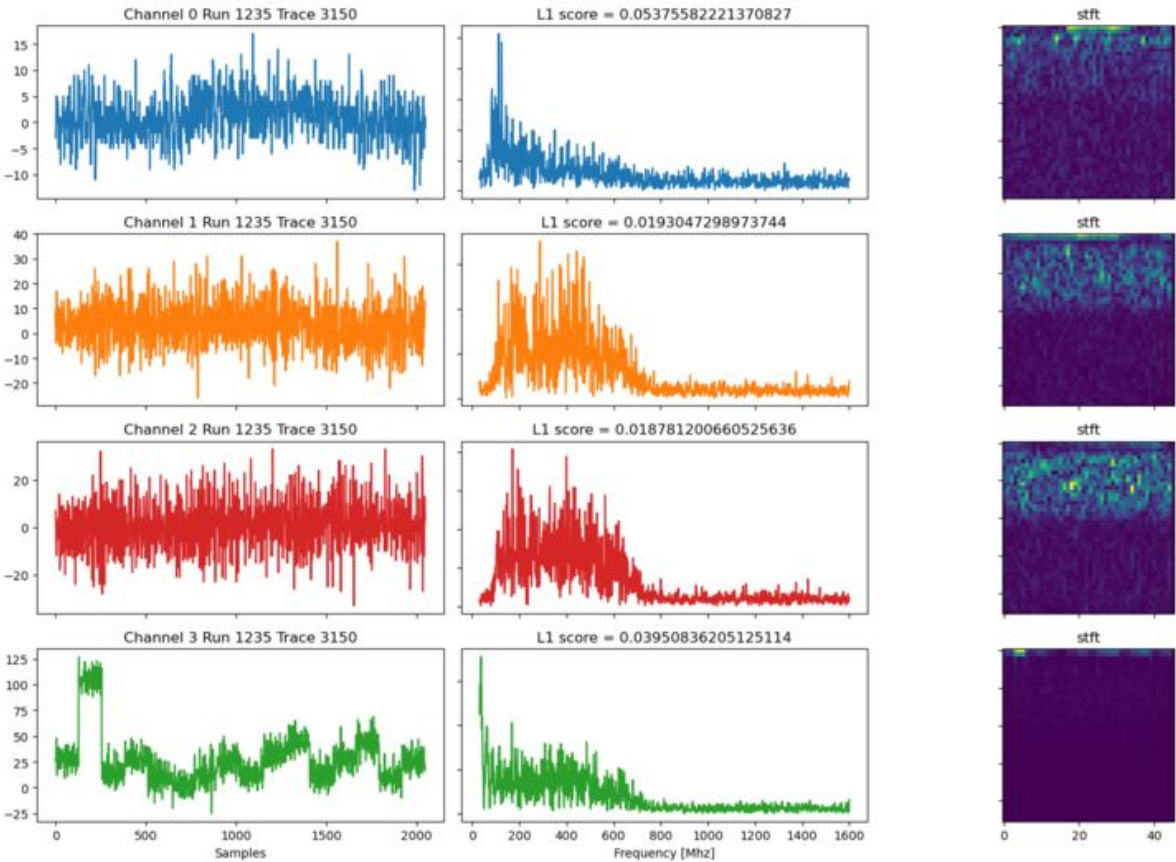 Channel 0 Run 1235 Trace 3150
L1 score = 0.05375582221370827
stft
15
10
5
0
−5
−10
Channel 1 Run 1235 Trace 3150
L1 score = 0.0193047298973744
stft
40
30
20
10
0
−10
−20
Channel 2 Run 1235 Trace 3150
L1 score = 0.018781200660525636
stft
20
0
−20
Channel 3 Run 1235 Trace 3150
L1 score = 0.03950836205125114
stft
125
100
75
50
25
0
−25
0 500 1000 1500 2000
Samples
0 200 400 600 800 1000 1200 1400 1600
Frequency [Mhz]
0 20 40